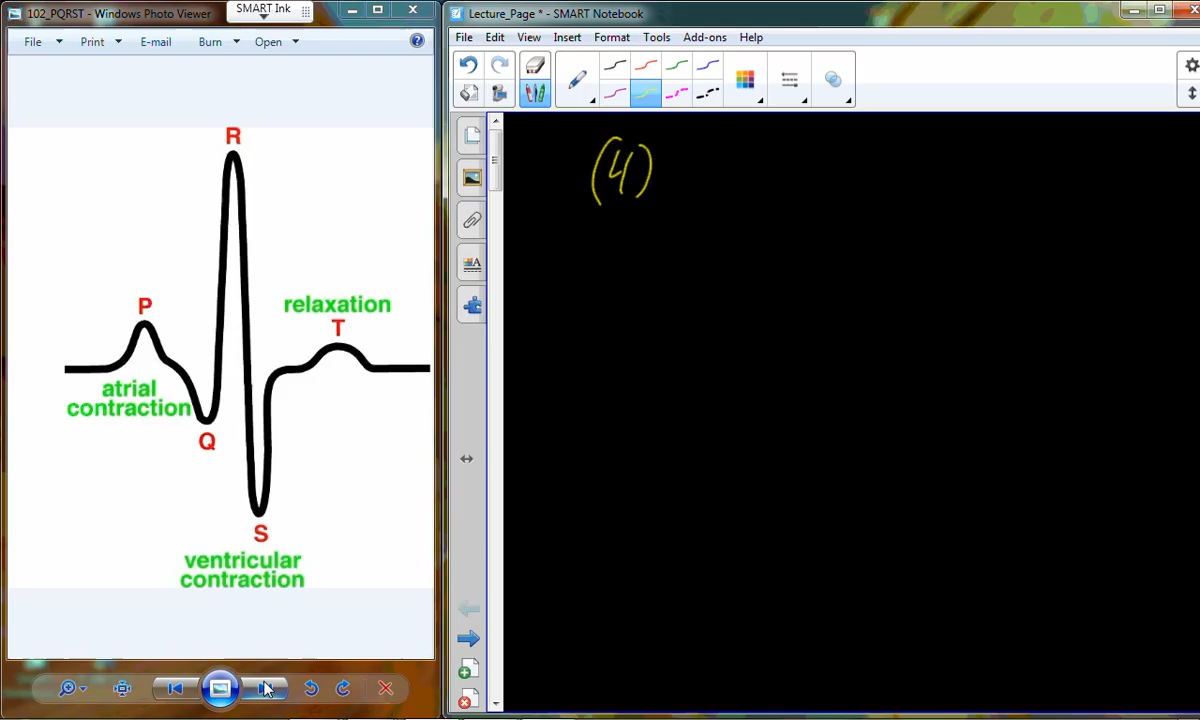 102_PQRST - Windows Photo Viewer
SMART Ink
File Print E-mail Burn Open
R
P
relaxation
T
atrial
contraction
Q
S
ventricular
contraction
Lecture_Page * - SMART Notebook
File Edit View Insert Format Tools Add-ons Help
(4)